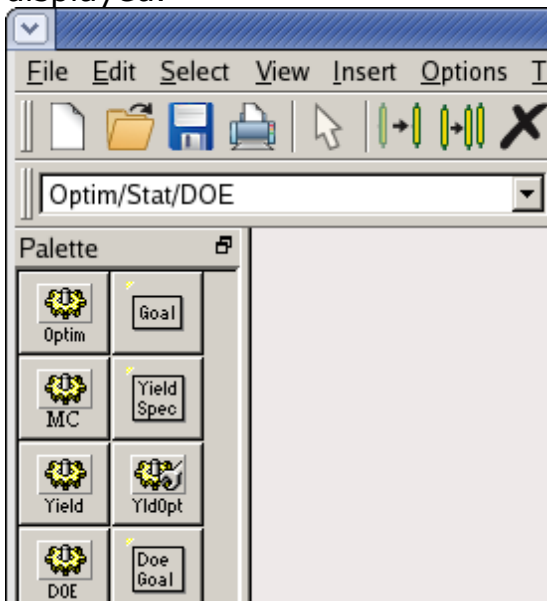 File Edit Select View Insert Options T
Optim/Stat/DOE
Palette
Optim Goal
MC Yield Spec
Yield YldOpt
DOE Doe Goal